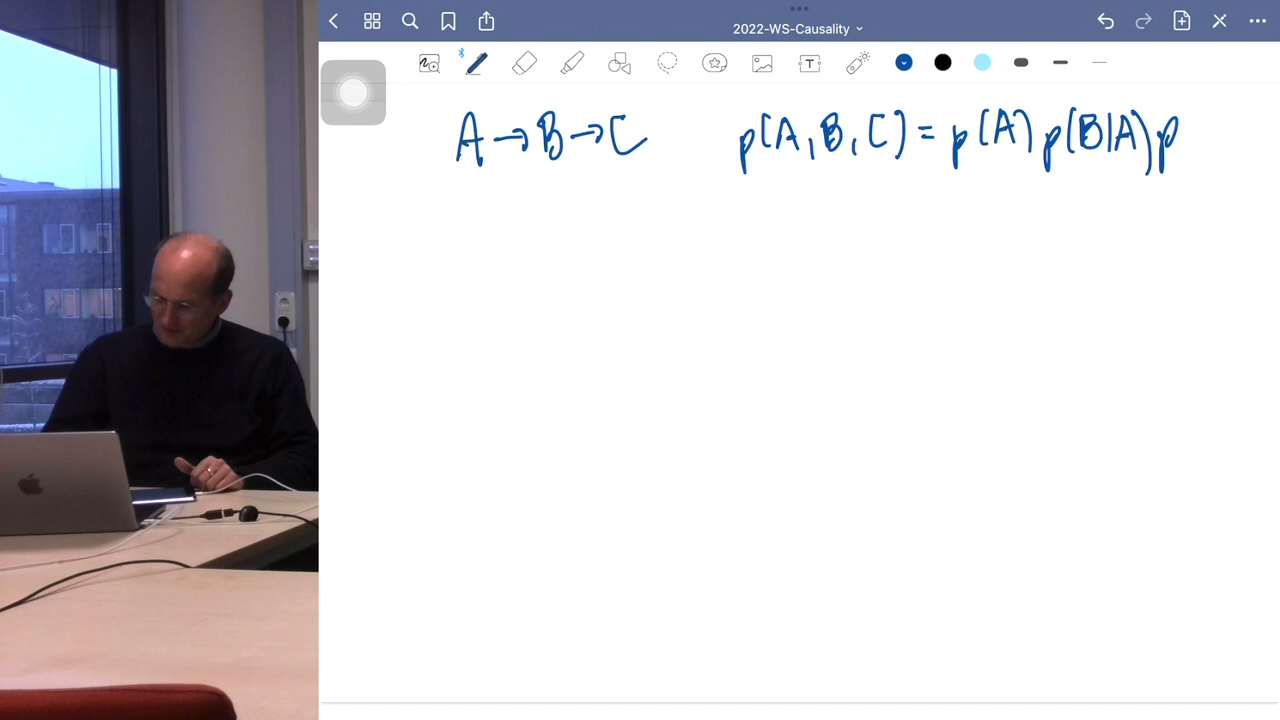 2022-WS-Causality
A → B → C p(A, B, C) = p(A) p(B|A) p